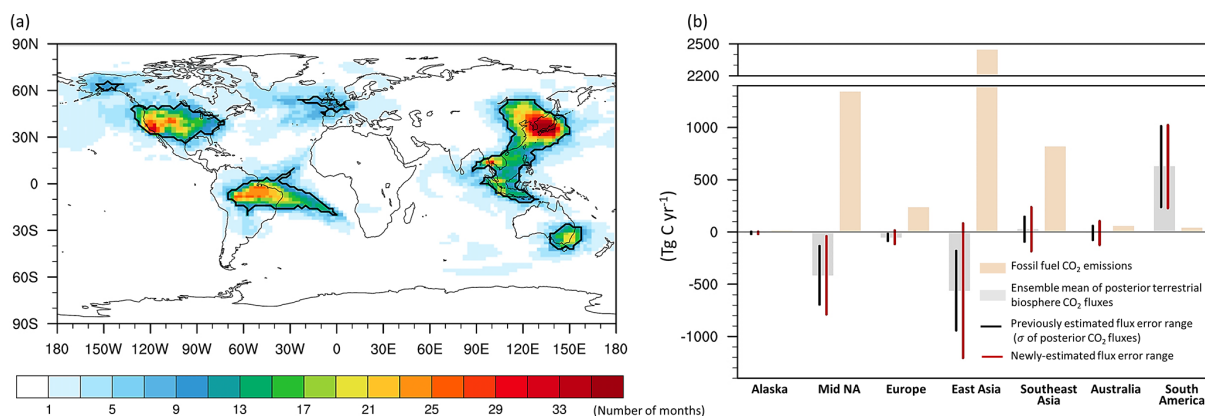 (a)
90N
60N
30N
0
30S
60S
90S
180 150W 120W 90W 60W 30W 0 30E 60E 90E 120E 150E 180
1 5 9 13 17 21 25 29 33 (Number of months)
(b)
(Tg C yr⁻¹)
2500
2200
1000
500
0
-500
-1000
Fossil fuel CO₂ emissions
Ensemble mean of posterior terrestrial
biosphere CO₂ fluxes
Previously estimated flux error range
(σ of posterior CO₂ fluxes)
Newly-estimated flux error range
Alaska Mid NA Europe East Asia Southeast Asia Australia South America